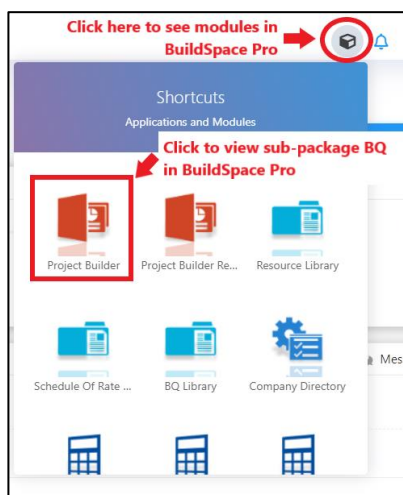 Click here to see modules in
BuildSpace Pro
Shortcuts
Applications and Modules
Click to view sub-package BQ
in BuildSpace Pro
Project Builder
Project Builder Re...
Resource Library
Schedule Of Rate ...
BQ Library
Company Directory
Mes